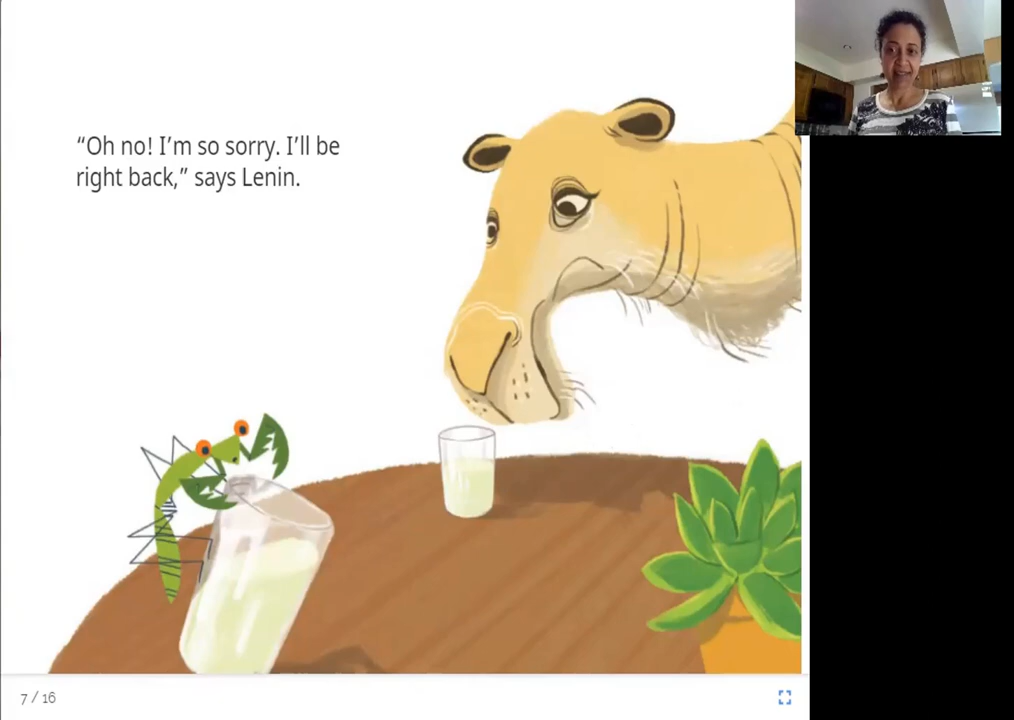 “Oh no! I’m so sorry. I’ll be
right back,” says Lenin.
7 / 16